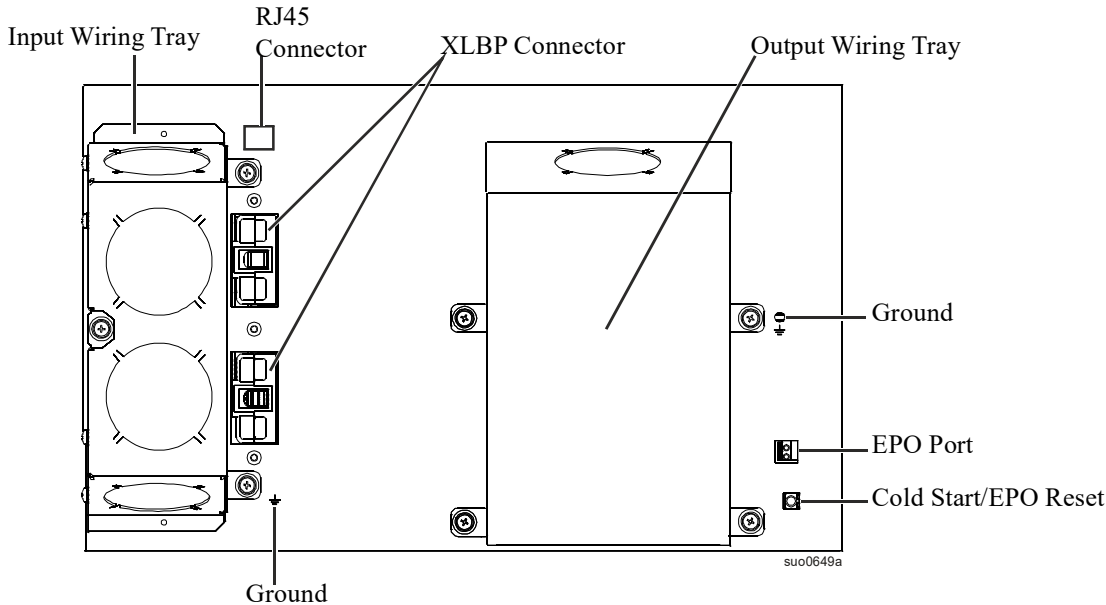 RJ45
Connector
Input Wiring Tray
XLBP Connector
Output Wiring Tray
Ground
EPO Port
Cold Start/EPO Reset
suo0649a
Ground